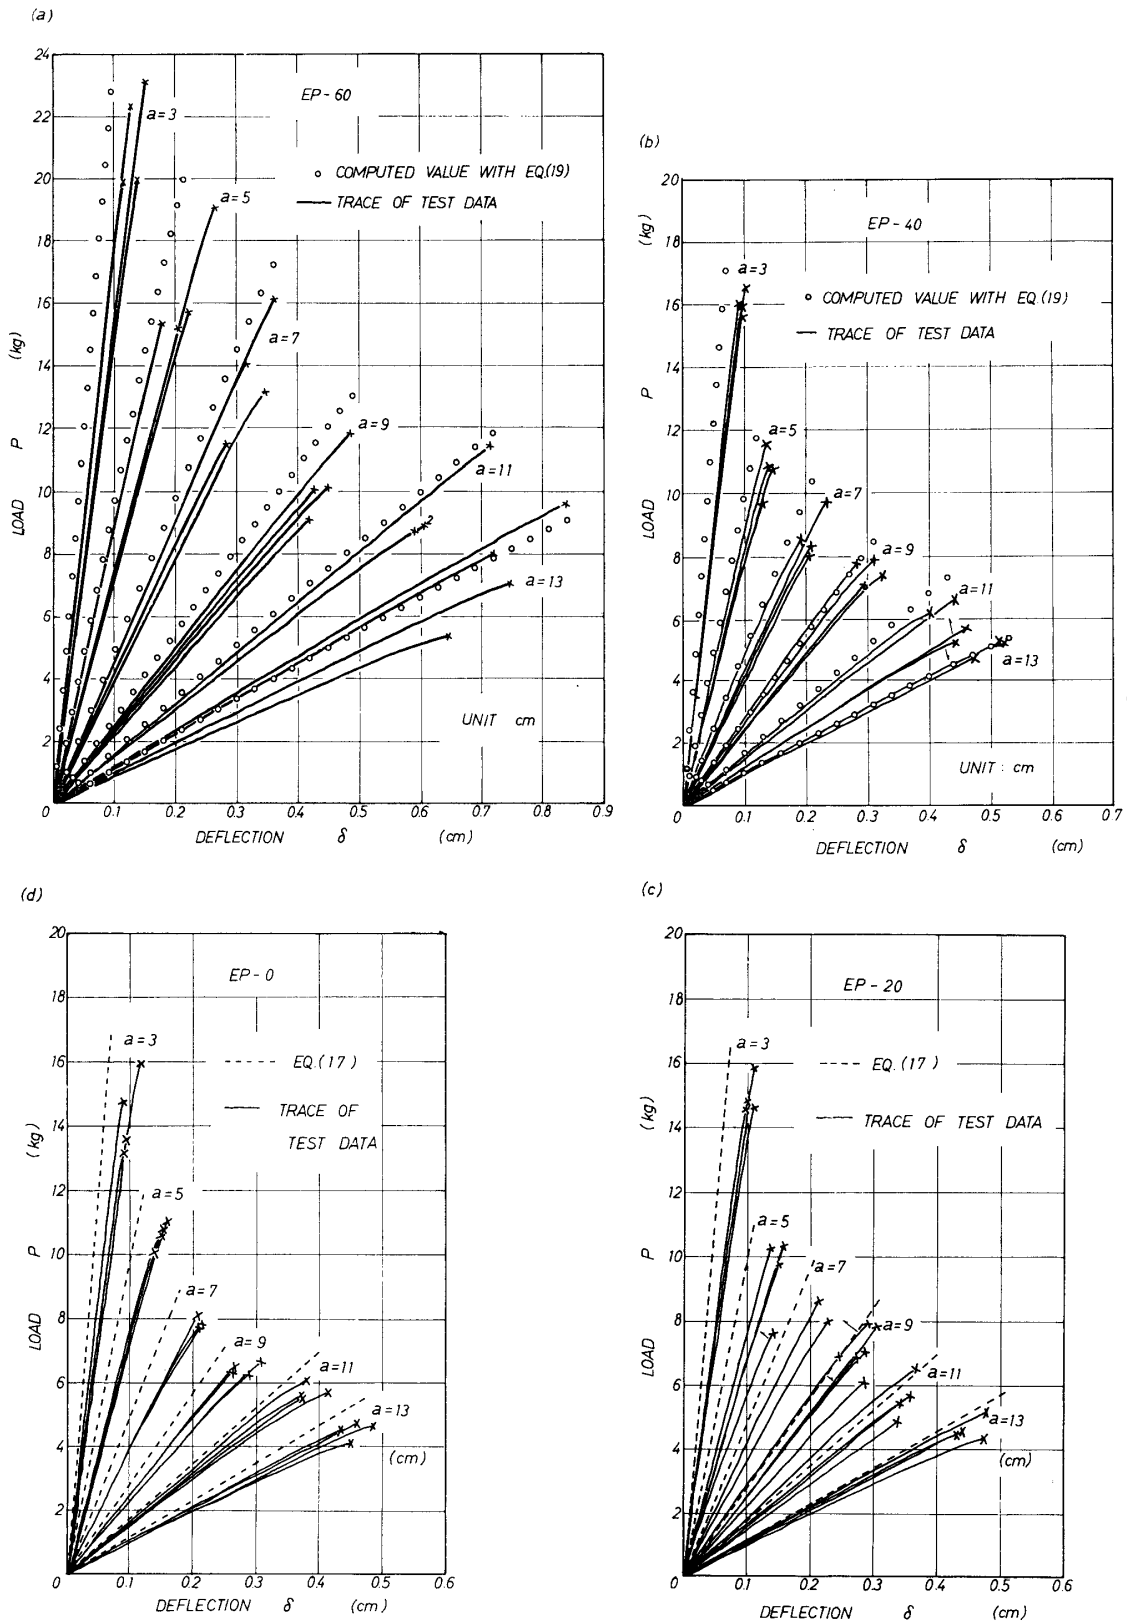 (a)
24
22
20
18
16
14
12
10
8
6
4
2
LOAD P (kg)
EP-60
○ COMPUTED VALUE WITH EQ.(19)
— TRACE OF TEST DATA
a=3
a=5
a=7
a=9
a=11
a=13
UNIT cm
0 0.1 0.2 0.3 0.4 0.5 0.6 0.7 0.8 0.9
DEFLECTION δ (cm)
(b)
20
18
16
14
12
10
8
6
4
2
LOAD P (kg)
EP-40
○ COMPUTED VALUE WITH EQ.(19)
— TRACE OF TEST DATA
a=3
a=5
a=7
a=9
a=11
a=13
UNIT : cm
0 0.1 0.2 0.3 0.4 0.5 0.6 0.7
DEFLECTION δ (cm)
(d)
20
18
16
14
12
10
8
6
4
2
LOAD P (kg)
EP-0
---- EQ.(17)
— TRACE OF
TEST DATA
a=3
a=5
a=7
a=9
a=11
a=13
(cm)
0 0.1 0.2 0.3 0.4 0.5 0.6
DEFLECTION δ (cm)
(c)
20
18
16
14
12
10
8
6
4
2
LOAD P (kg)
EP-20
---- EQ.(17)
— TRACE OF TEST DATA
a=3
a=5
a=7
a=9
a=11
a=13
(cm)
0 0.1 0.2 0.3 0.4 0.5 0.6
DEFLECTION δ (cm)